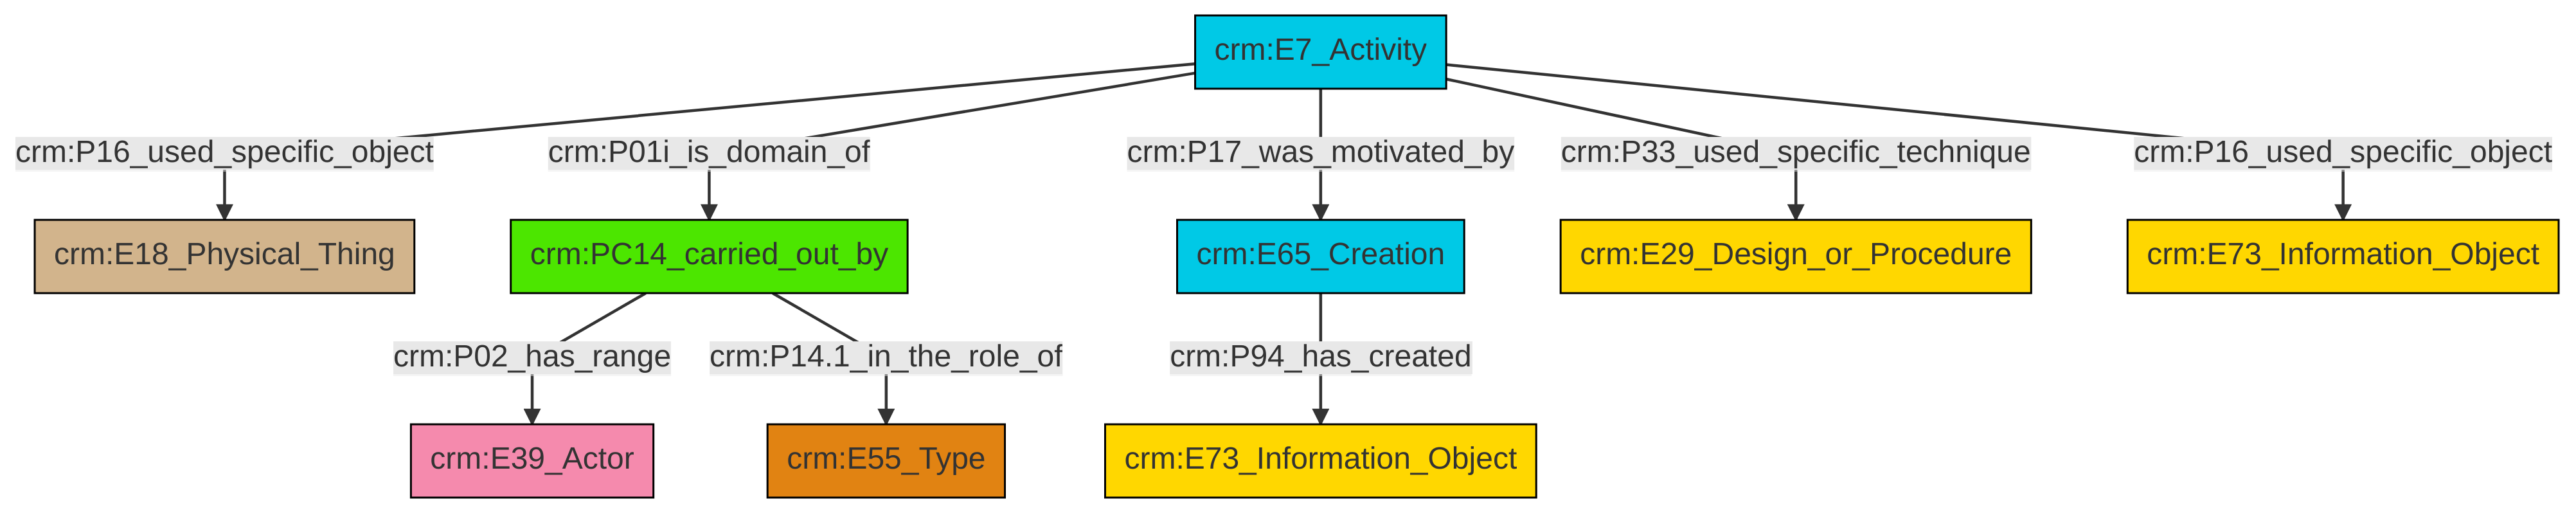 crm:E7_Activity
crm:P16_used_specific_object
crm:P01i_is_domain_of
crm:P17_was_motivated_by
crm:P33_used_specific_technique
crm:P16_used_specific_object
crm:E18_Physical_Thing
crm:PC14_carried_out_by
crm:E65_Creation
crm:E29_Design_or_Procedure
crm:E73_Information_Object
crm:P02_has_range
crm:P14.1_in_the_role_of
crm:P94_has_created
crm:E39_Actor
crm:E55_Type
crm:E73_Information_Object